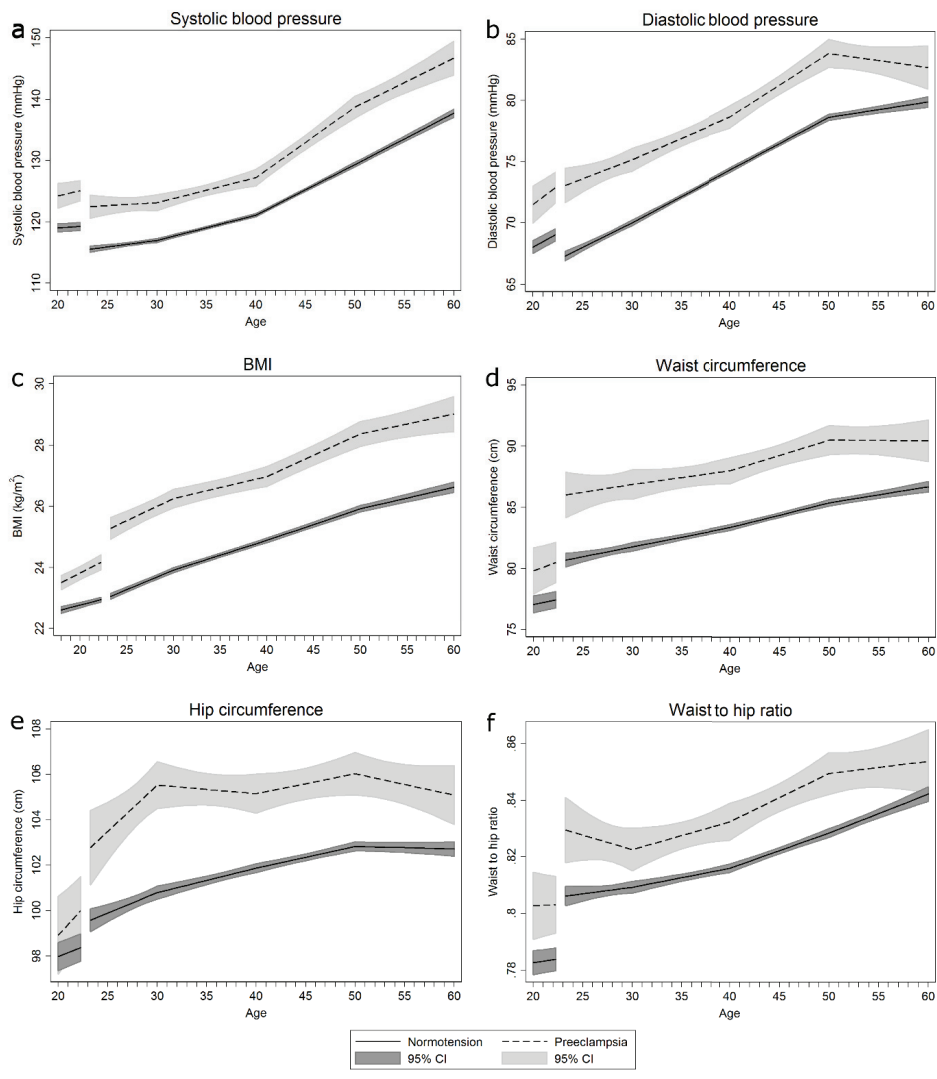 a Systolic blood pressure
Systolic blood pressure (mmHg)
150
140
130
120
110
20 25 30 35 40 45 50 55 60
Age
b Diastolic blood pressure
Diastolic blood pressure (mmHg)
85
80
75
70
65
20 25 30 35 40 45 50 55 60
Age
c BMI
BMI (kg/m²)
30
28
26
24
22
20 25 30 35 40 45 50 55 60
Age
d Waist circumference
Waist circumference (cm)
95
90
85
80
75
20 25 30 35 40 45 50 55 60
Age
e Hip circumference
Hip circumference (cm)
108
106
104
102
100
98
20 25 30 35 40 45 50 55 60
Age
f Waist to hip ratio
Waist to hip ratio
.86
.84
.82
.8
.78
20 25 30 35 40 45 50 55 60
Age
Normotension Preeclampsia
95% CI 95% CI